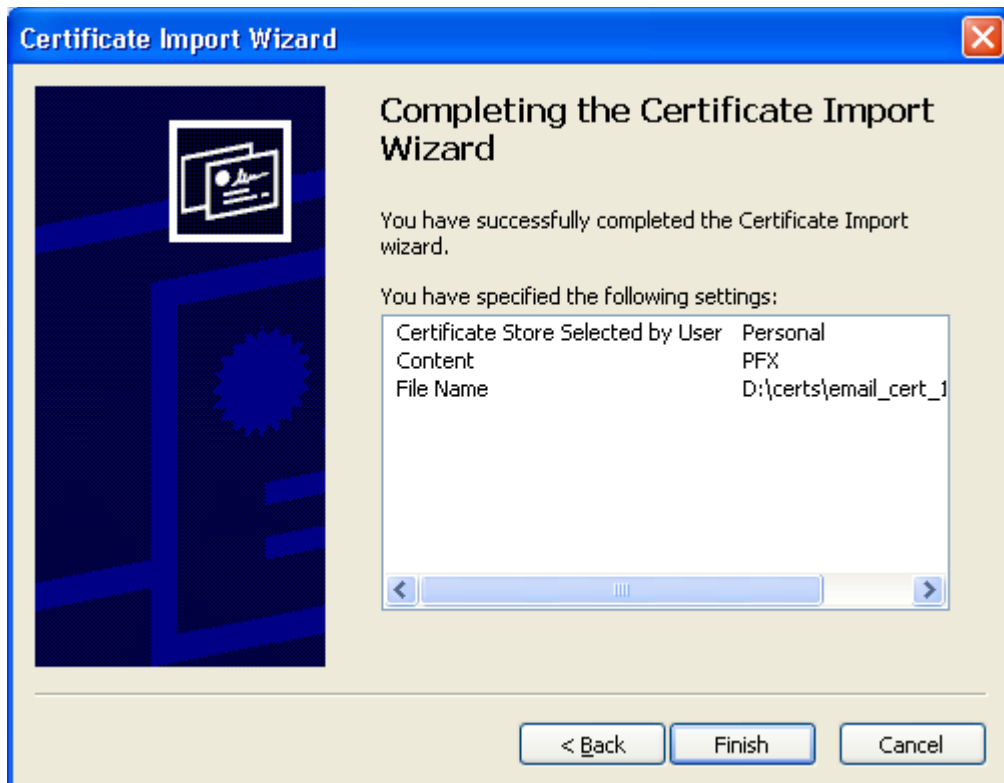 Certificate Import Wizard
Completing the Certificate Import
Wizard
You have successfully completed the Certificate Import
wizard.
You have specified the following settings:
Certificate Store Selected by User Personal
Content PFX
File Name D:\certs\email_cert_1
< Back Finish Cancel